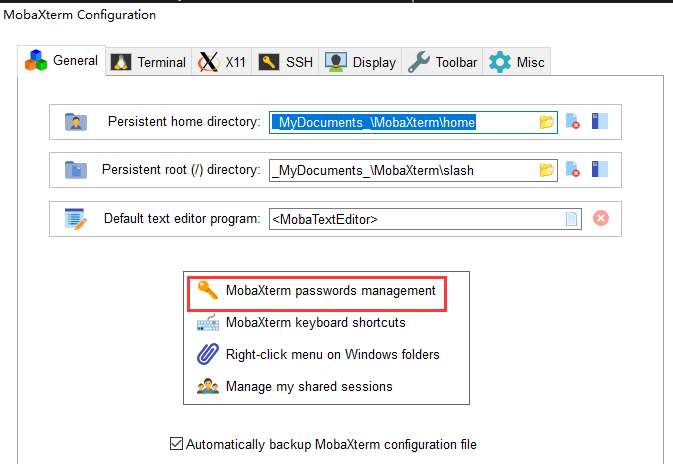 MobaXterm Configuration
General Terminal X11 SSH Display Toolbar Misc
Persistent home directory: _MyDocuments_\MobaXterm\home
Persistent root (/) directory: _MyDocuments_\MobaXterm\slash
Default text editor program: <MobaTextEditor>
MobaXterm passwords management
MobaXterm keyboard shortcuts
Right-click menu on Windows folders
Manage my shared sessions
Automatically backup MobaXterm configuration file